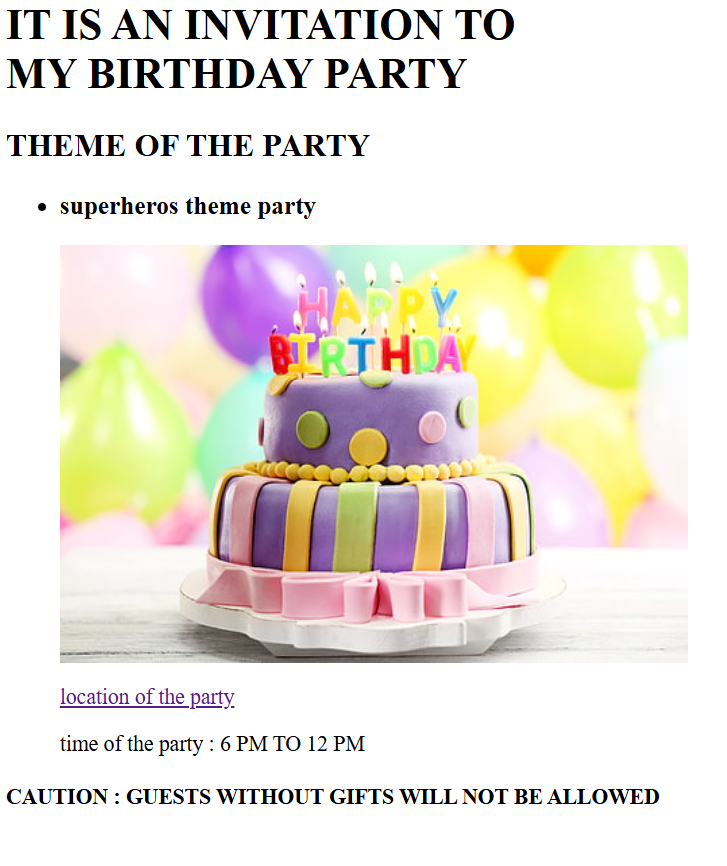 IT IS AN INVITATION TO
MY BIRTHDAY PARTY
THEME OF THE PARTY
superheros theme party
HAPPY
BIRTHDAY
location of the party
time of the party : 6 PM TO 12 PM
CAUTION : GUESTS WITHOUT GIFTS WILL NOT BE ALLOWED